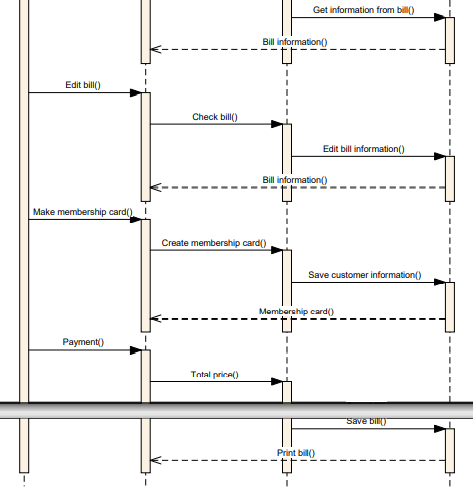 Get information from bill()
Bill information()
Edit bill()
Check bill()
Edit bill information()
Bill information()
Make membership card()
Create membership card()
Save customer information()
Membership card()
Payment()
Total price()
Save bill()
Print bill()